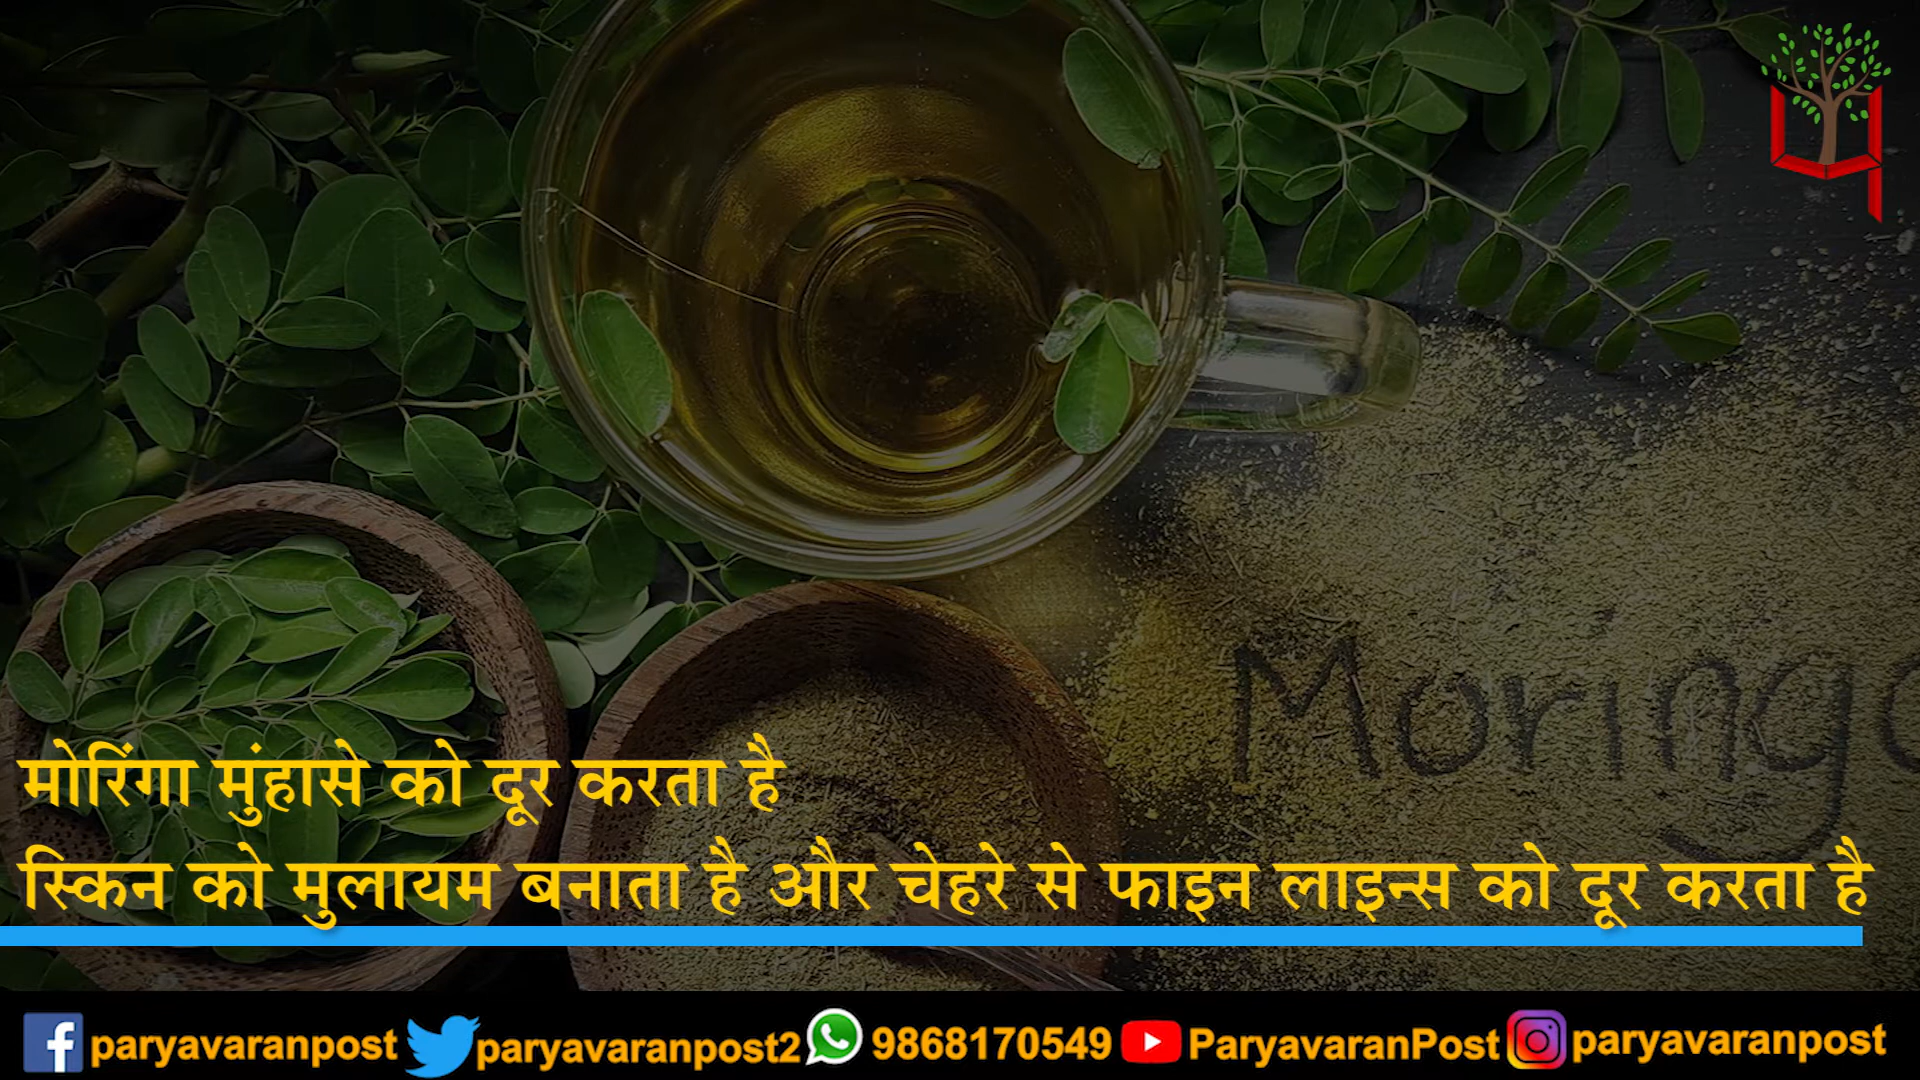 Moringa
मोरिंगा मुंहासे को दूर करता है
स्किन को मुलायम बनाता है और चेहरे से फाइन लाइन्स को दूर करता है
paryavaranpost paryavaranpost2 9868170549 ParyavaranPost paryavaranpost